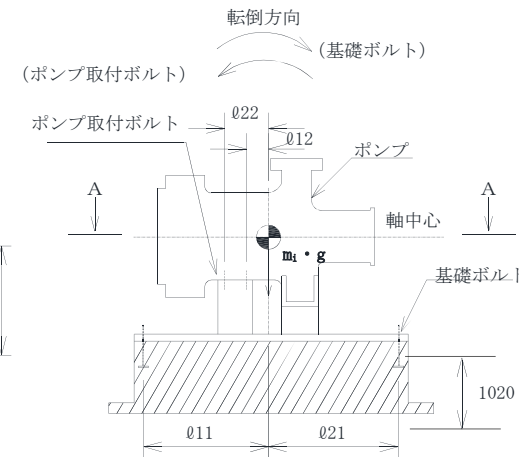 転倒方向
(基礎ボルト)
(ポンプ取付ボルト)
ℓ22
ポンプ取付ボルト
ℓ12
ポンプ
A
A
軸中心
mi・g
基礎ボルト
1020
ℓ11
ℓ21